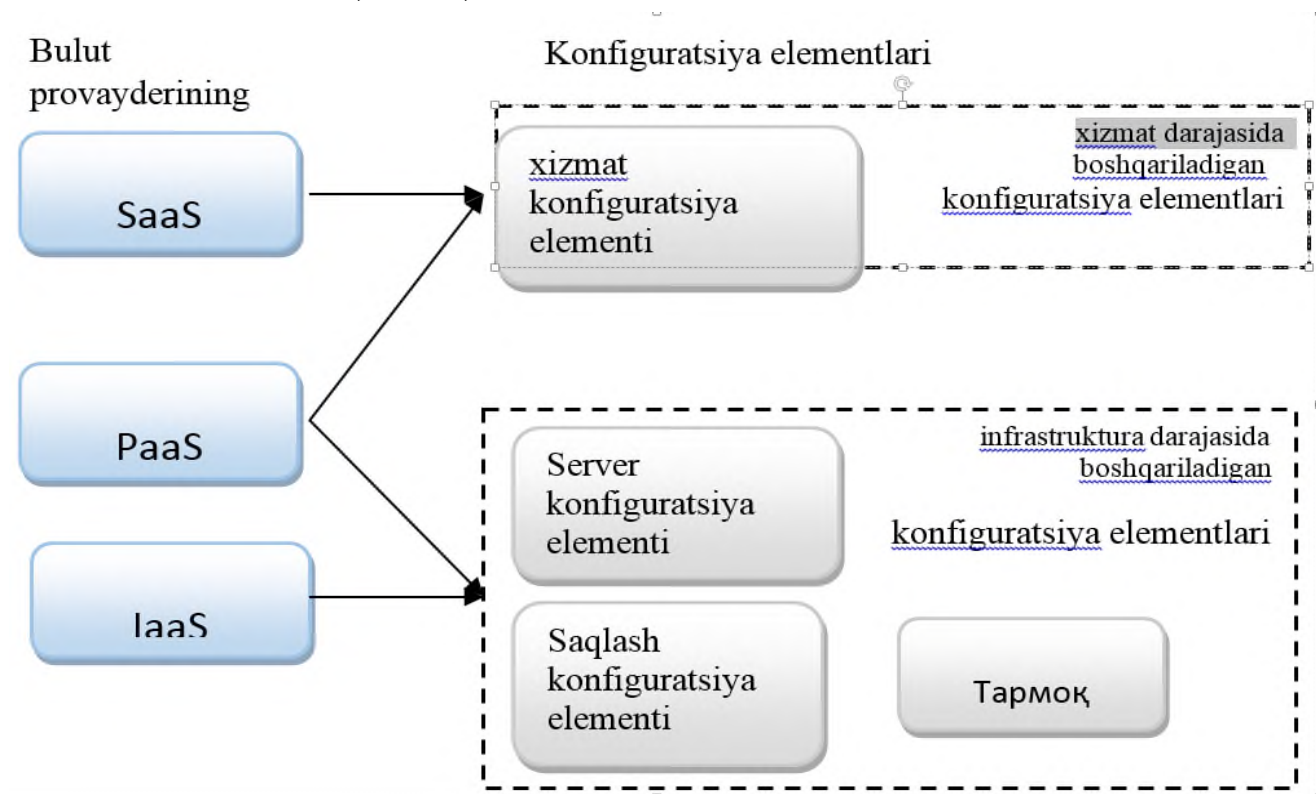 Bulut
provayderining
Konfiguratsiya elementlari
SaaS
xizmat
konfiguratsiya
elementi
xizmat darajasida
boshqariladigan
konfiguratsiya elementlari
PaaS
IaaS
Server
konfiguratsiya
elementi
infrastruktura darajasida
boshqariladigan
konfiguratsiya elementlari
Saqlash
konfiguratsiya
elementi
Тармоқ